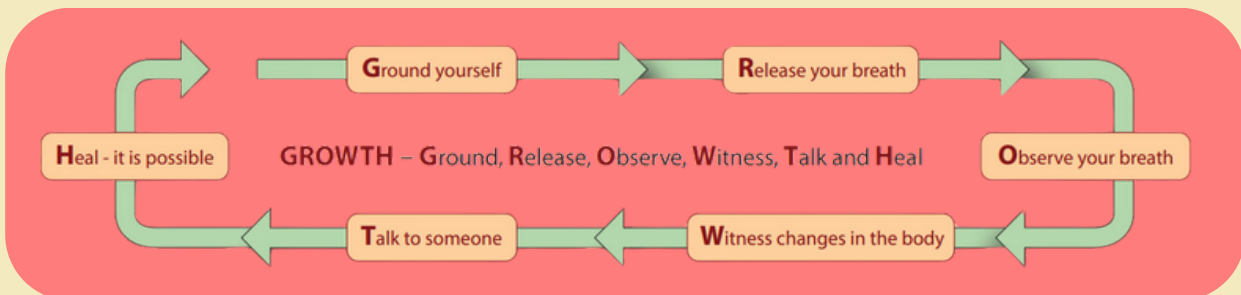 Ground yourself
Release your breath
Observe your breath
Witness changes in the body
Talk to someone
Heal - it is possible
GROWTH – Ground, Release, Observe, Witness, Talk and Heal